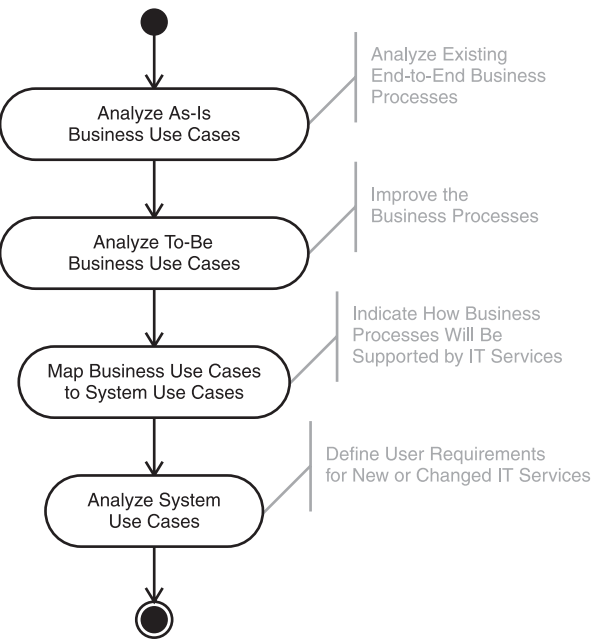 Analyze As-Is
Business Use Cases
Analyze Existing
End-to-End Business
Processes
Analyze To-Be
Business Use Cases
Improve the
Business Processes
Map Business Use Cases
to System Use Cases
Indicate How Business
Processes Will Be
Supported by IT Services
Analyze System
Use Cases
Define User Requirements
for New or Changed IT Services